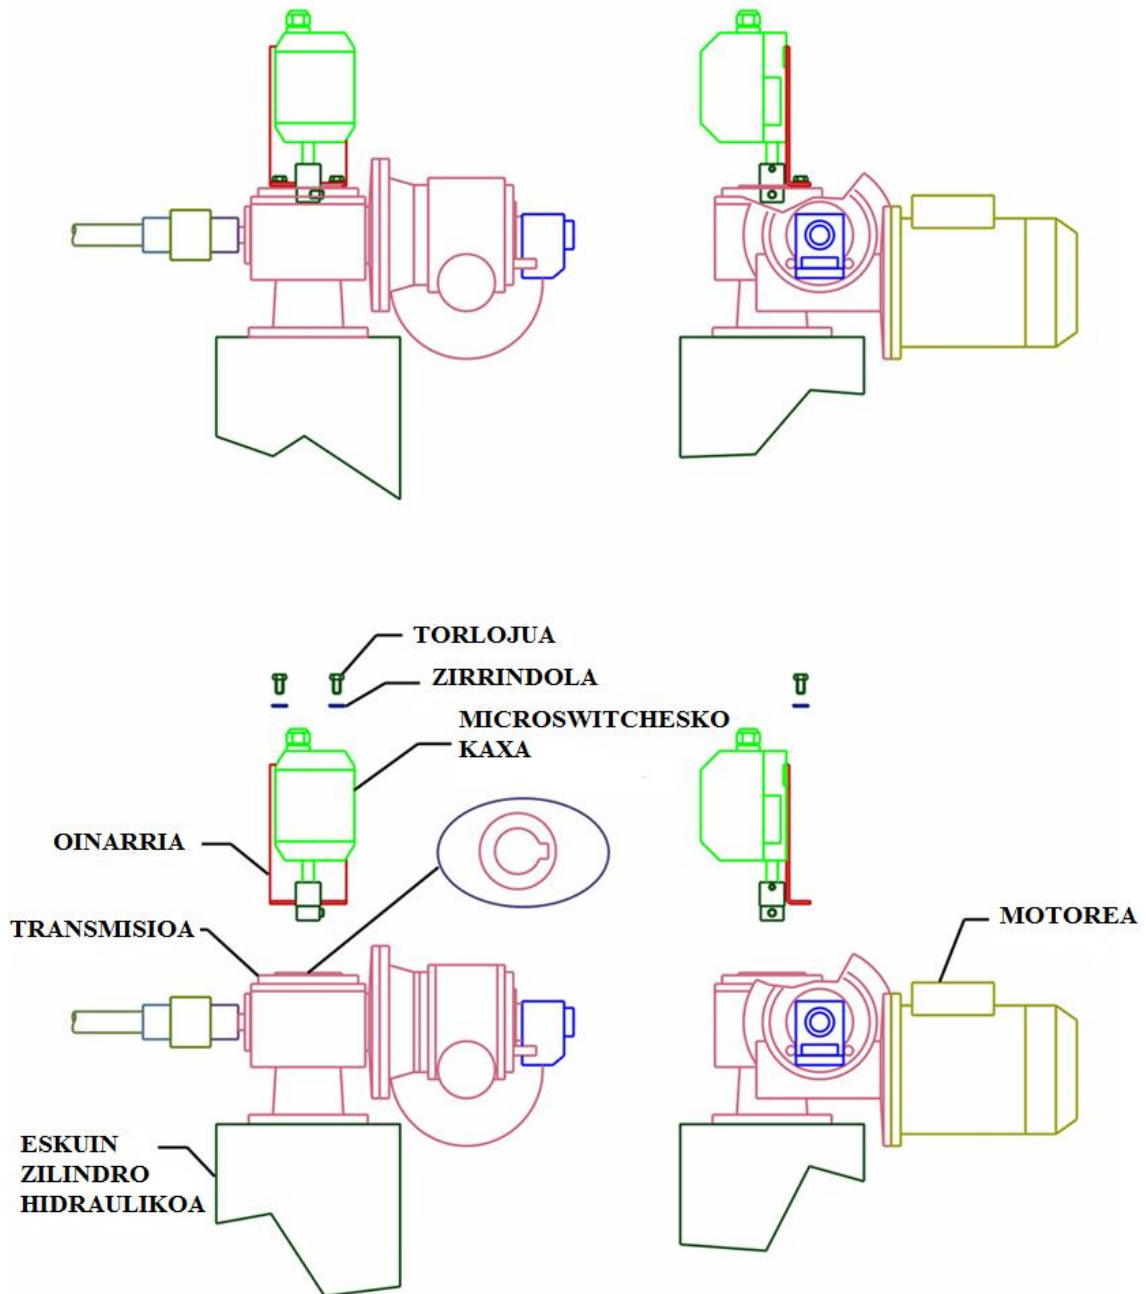 TORLOJUA
ZIRRINDOLA
MICROSWITCHESKO
KAXA
OINARRIA
TRANSMISIOA
MOTOREA
ESKUIN
ZILINDRO
HIDRAULIKOA